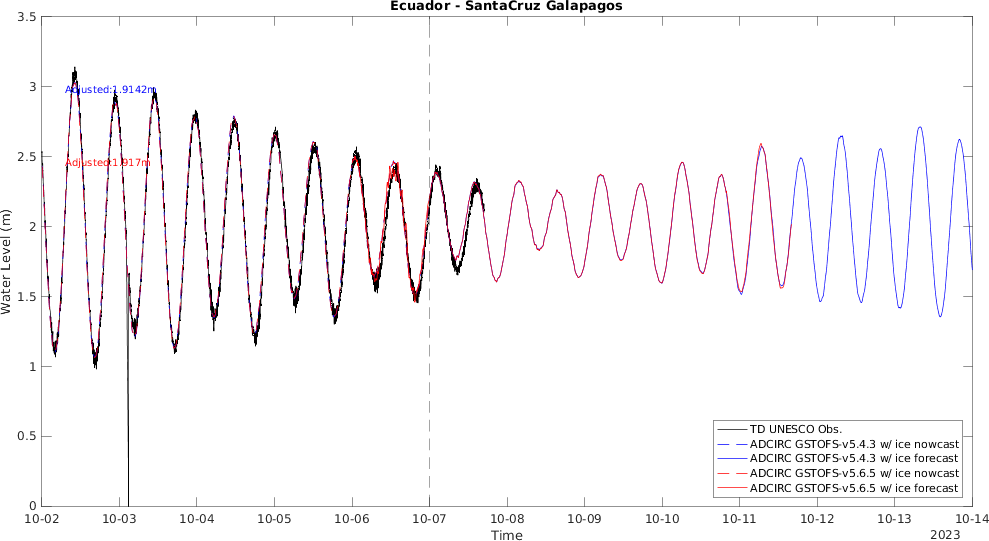 Ecuador - SantaCruz Galapagos
3.5
3
2.5
2
1.5
1
0.5
0
Water Level (m)
Adjusted:1.9142m
Adjusted:1.917m
TD UNESCO Obs.
ADCIRC GSTOFS-v5.4.3 w/ ice nowcast
ADCIRC GSTOFS-v5.4.3 w/ ice forecast
ADCIRC GSTOFS-v5.6.5 w/ ice nowcast
ADCIRC GSTOFS-v5.6.5 w/ ice forecast
10-02 10-03 10-04 10-05 10-06 10-07 10-08 10-09 10-10 10-11 10-12 10-13 10-14
Time
2023